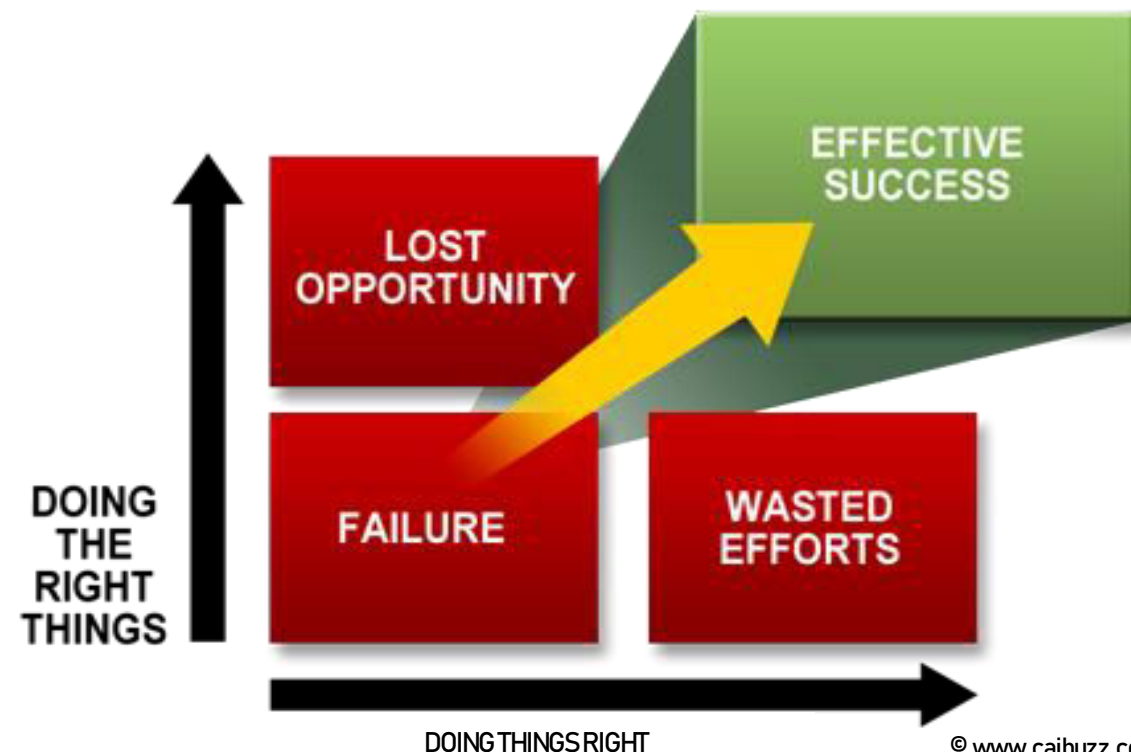 EFFECTIVE
SUCCESS
LOST
OPPORTUNITY
DOING
THE
RIGHT
THINGS
FAILURE
WASTED
EFFORTS
DOING THINGS RIGHT
© www.caibuzz.co